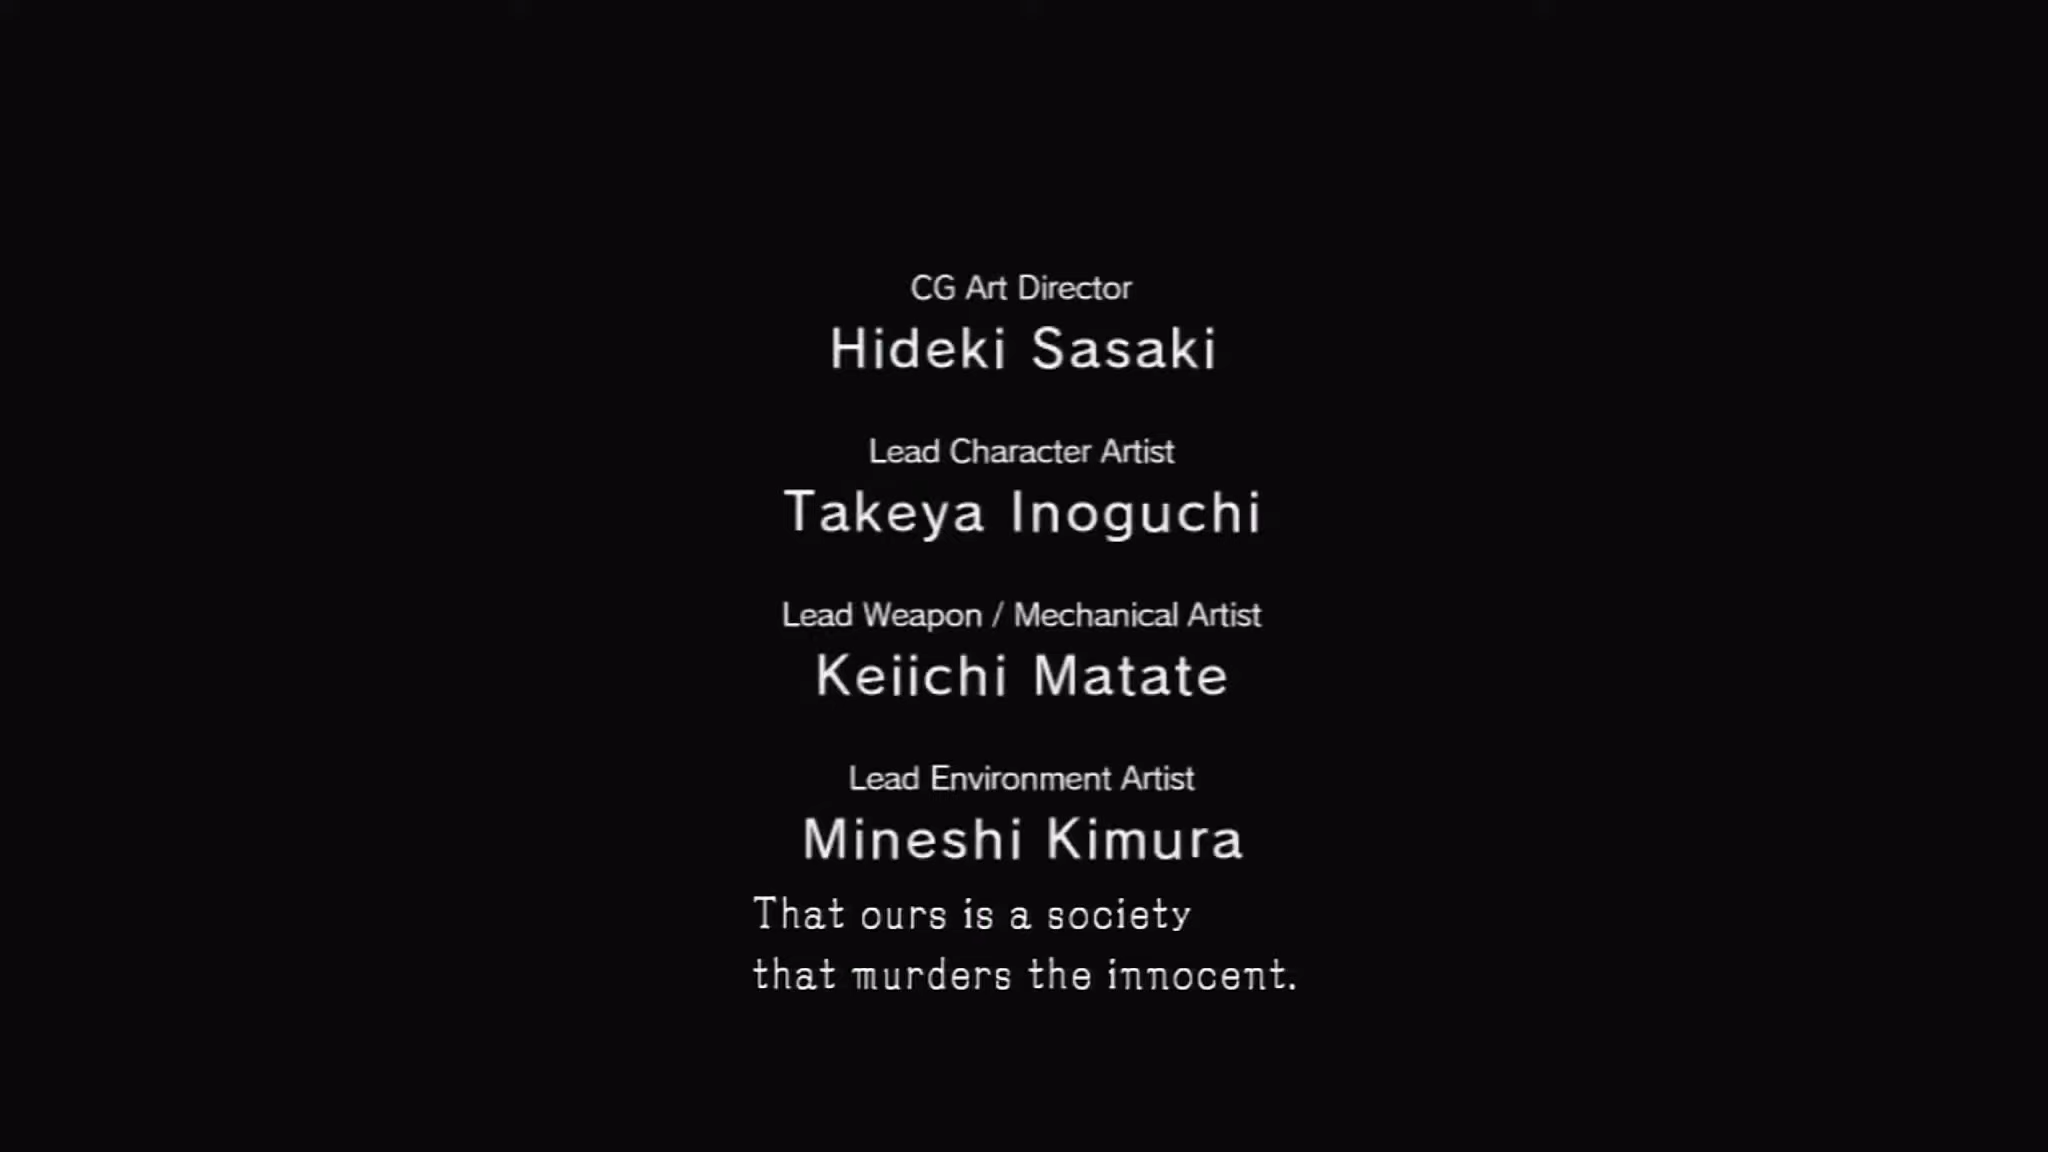 CG Art Director
Hideki Sasaki
Lead Character Artist
Takeya Inoguchi
Lead Weapon / Mechanical Artist
Keiichi Matate
Lead Environment Artist
Mineshi Kimura
That ours is a society
that murders the innocent.